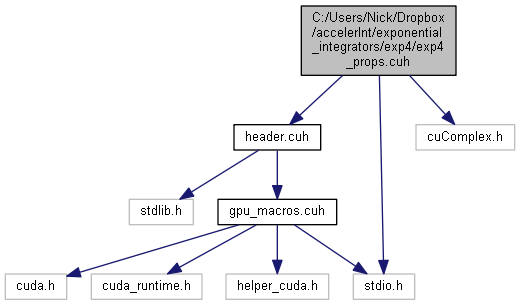 C:/Users/Nick/Dropbox
/accelerInt/exponential
_integrators/exp4/exp4
_props.cuh
header.cuh
cuComplex.h
stdlib.h
gpu_macros.cuh
cuda.h
cuda_runtime.h
helper_cuda.h
stdio.h